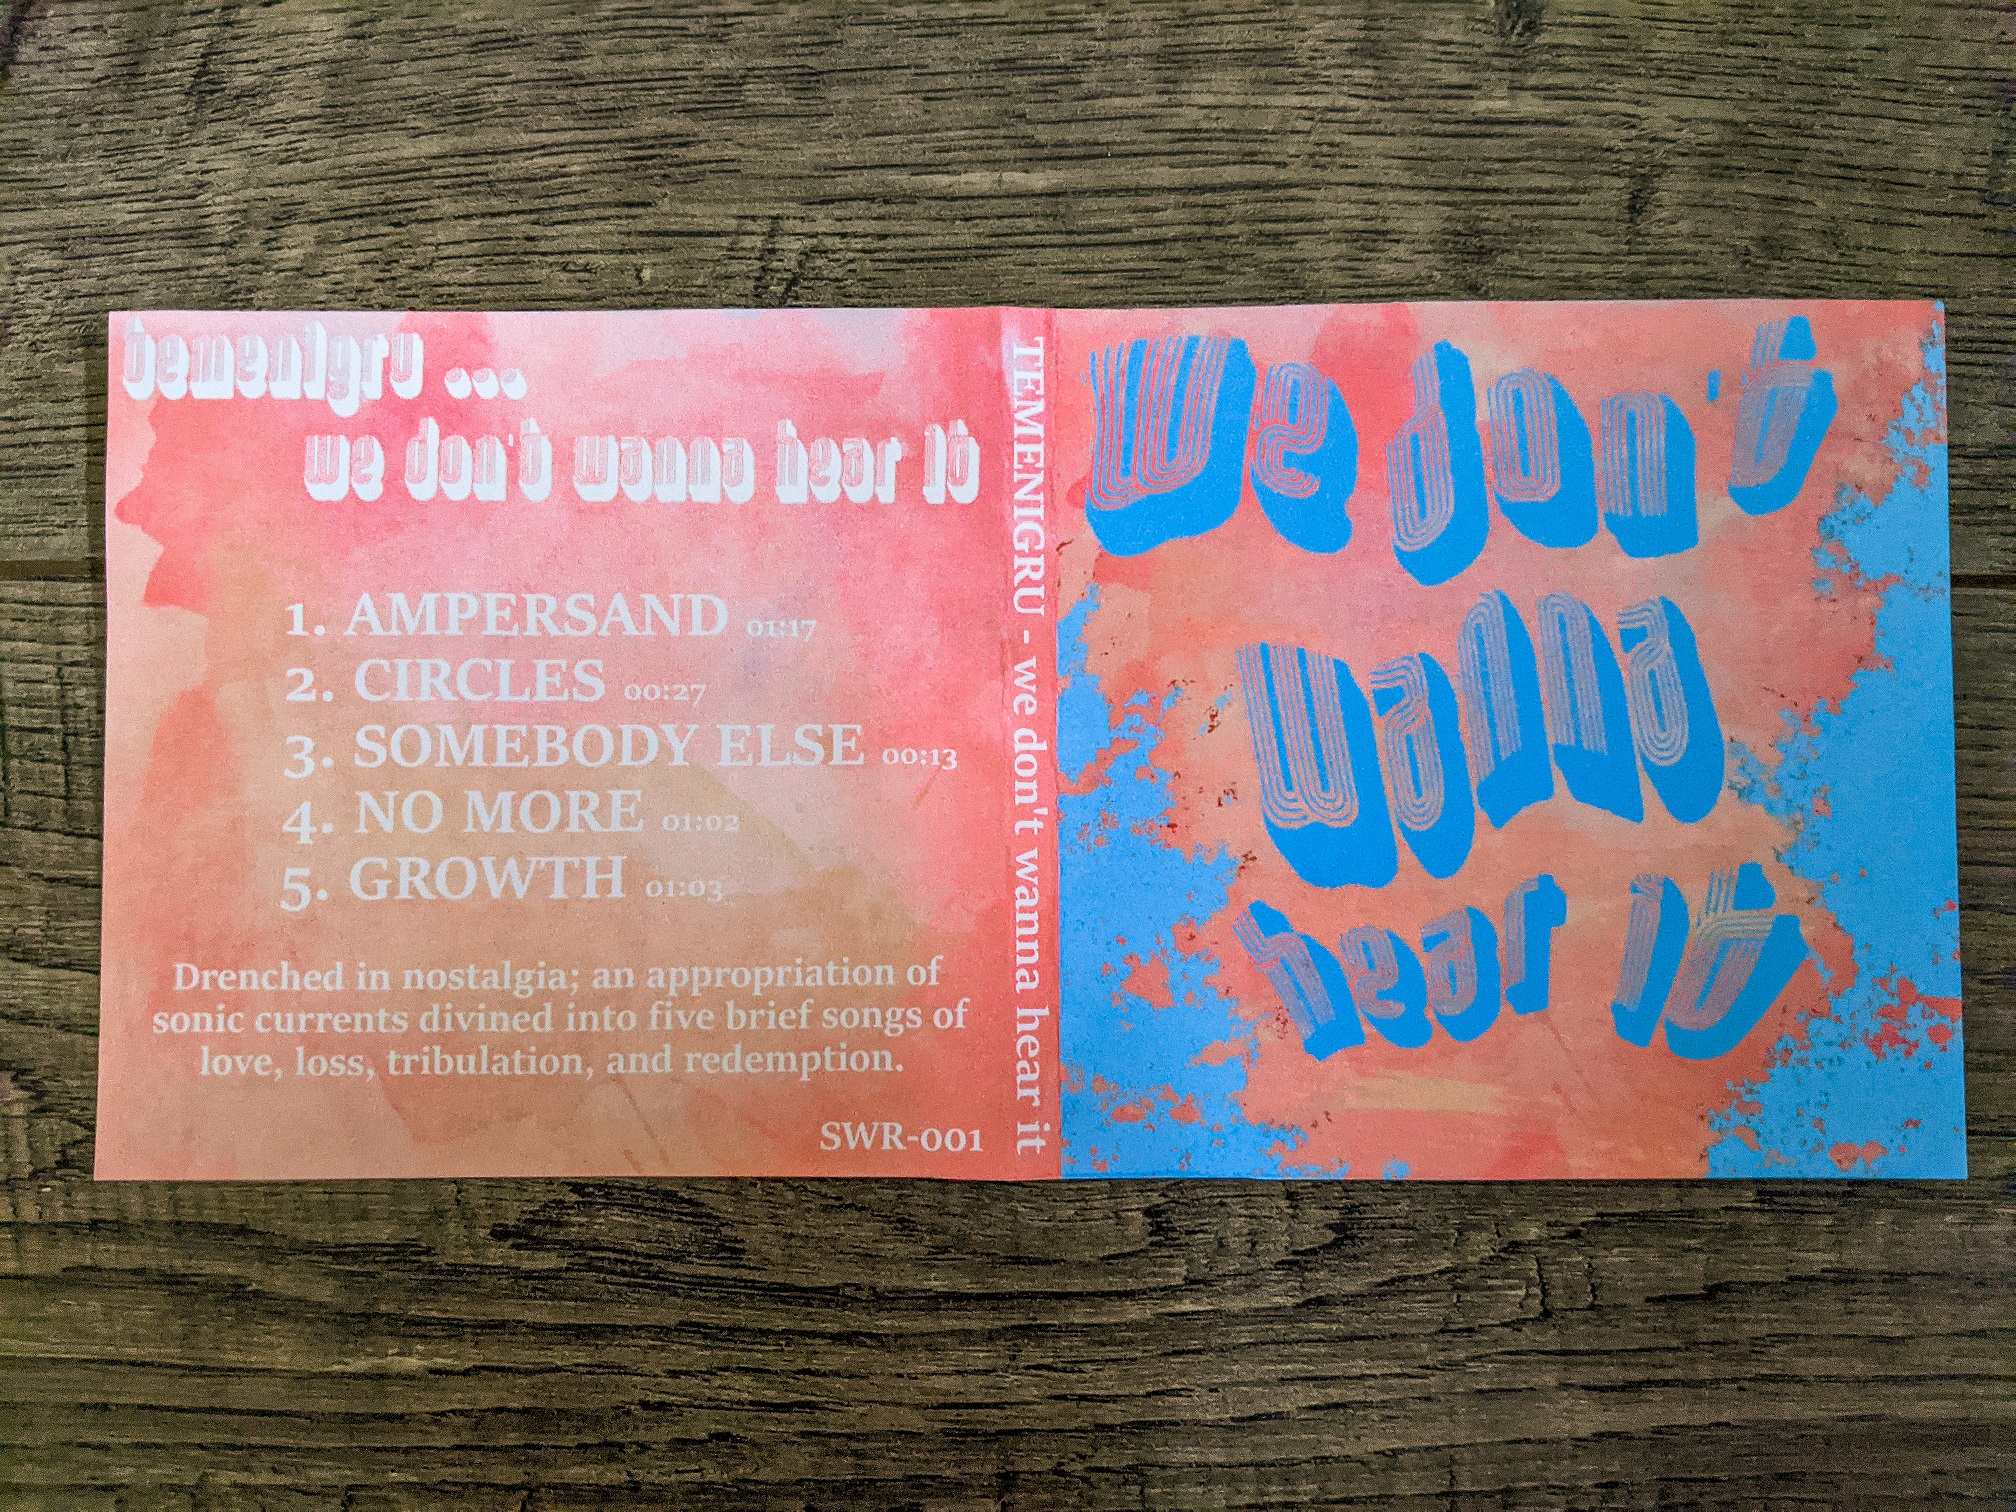 temenigru ...
we don't wanna hear it
1. AMPERSAND 01:17
2. CIRCLES 00:27
3. SOMEBODY ELSE 00:13
4. NO MORE 01:02
5. GROWTH 01:03
Drenched in nostalgia; an appropriation of
sonic currents divined into five brief songs of
love, loss, tribulation, and redemption.
SWR-001
TEMENIGRU - we don't wanna hear it
We don't
wanna
hear it